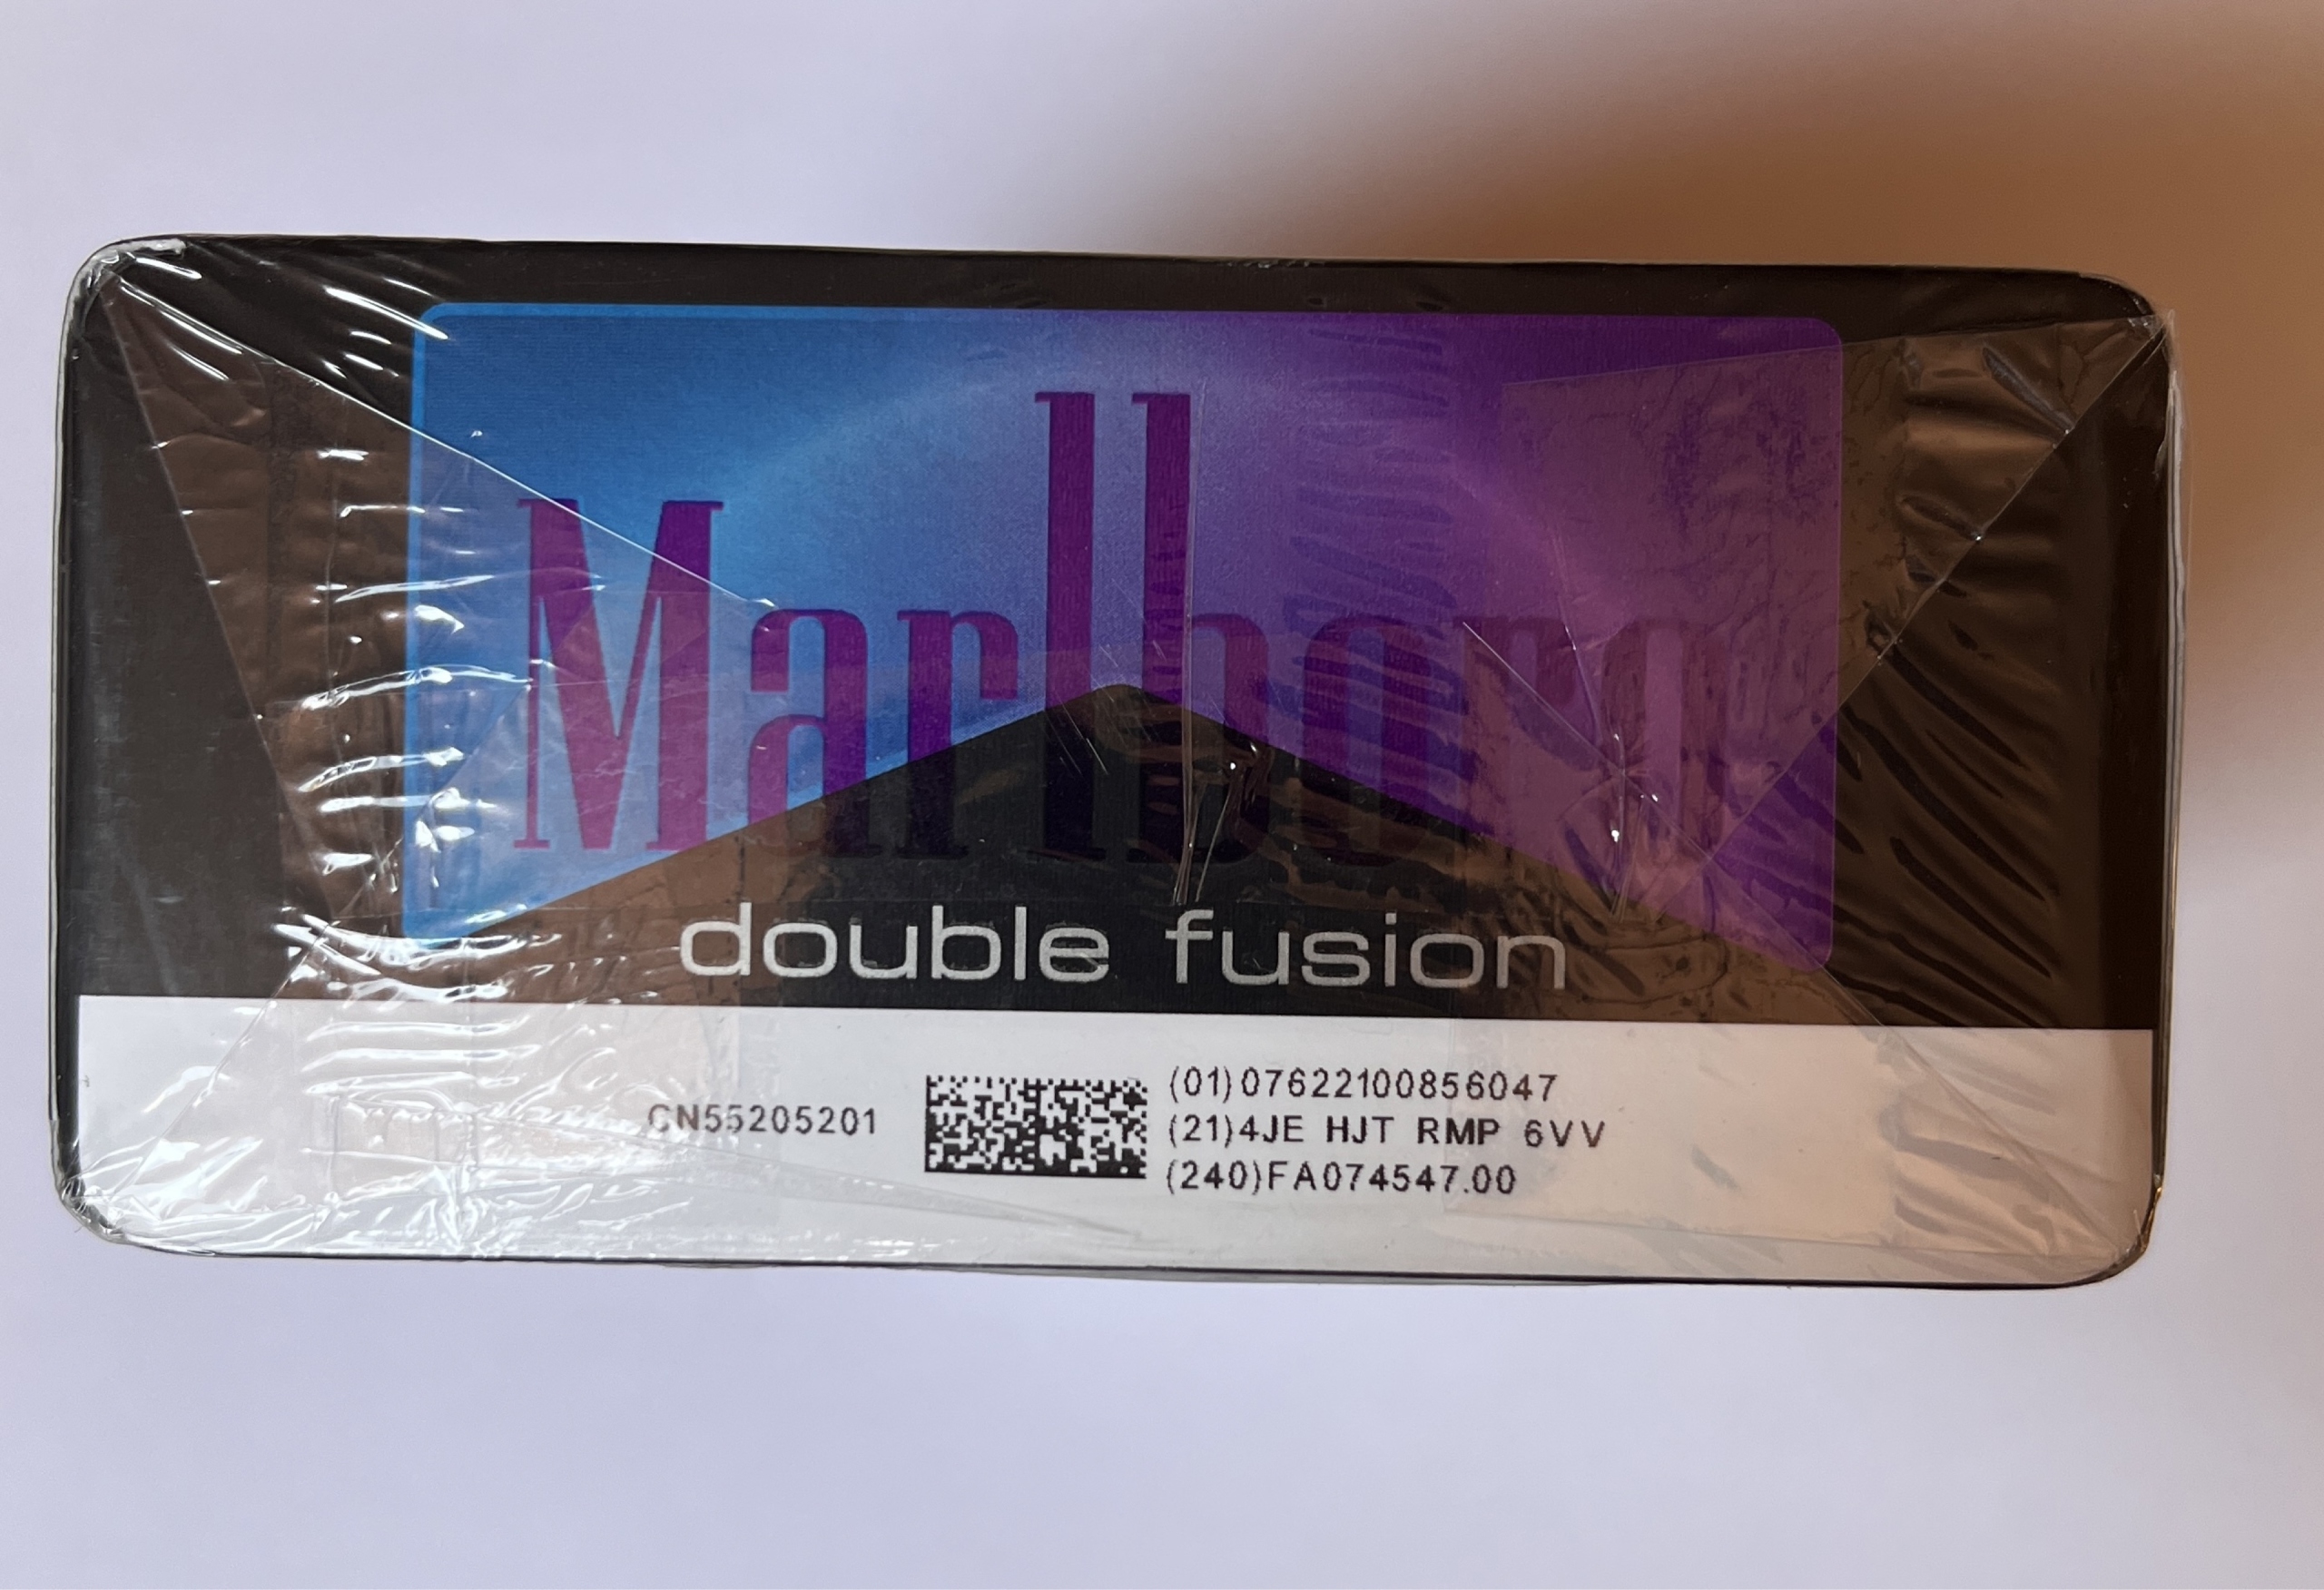 Marlboro
double fusion
CN55205201
(01)07622100856047
(21)4JE HJT RMP 6VV
(240)FA074547.00